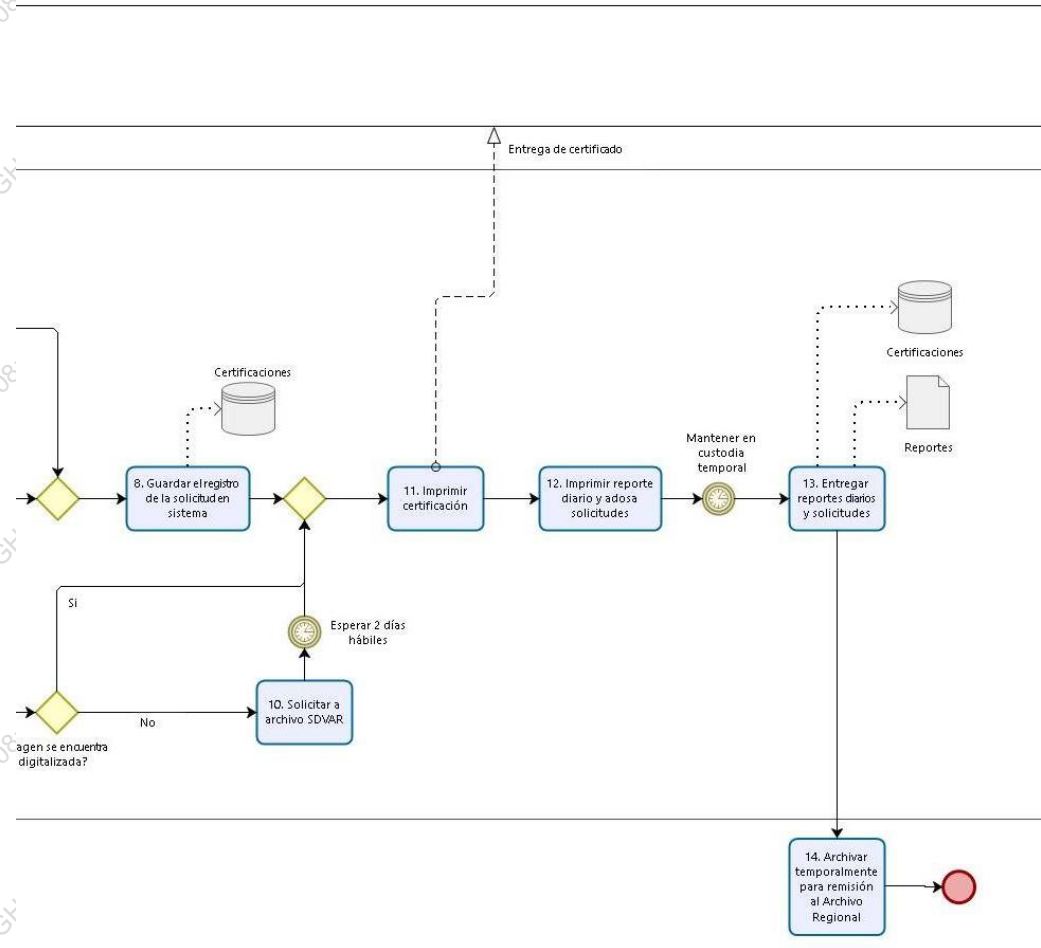 Entrega de certificado
Certificaciones
Certificaciones
Reportes
Mantener en
custodia
temporal
8. Guardar el registro
de la solicitud en
sistema
11. Imprimir
certificación
12. Imprimir reporte
diario y adosa
solicitudes
13. Entregar
reportes diarios
y solicitudes
Si
Esperar 2 días
hábiles
10. Solicitar a
archivo SDVAR
No
agen se encuentra
digitalizada?
14. Archivar
temporalmente
para remisión
al Archivo
Regional